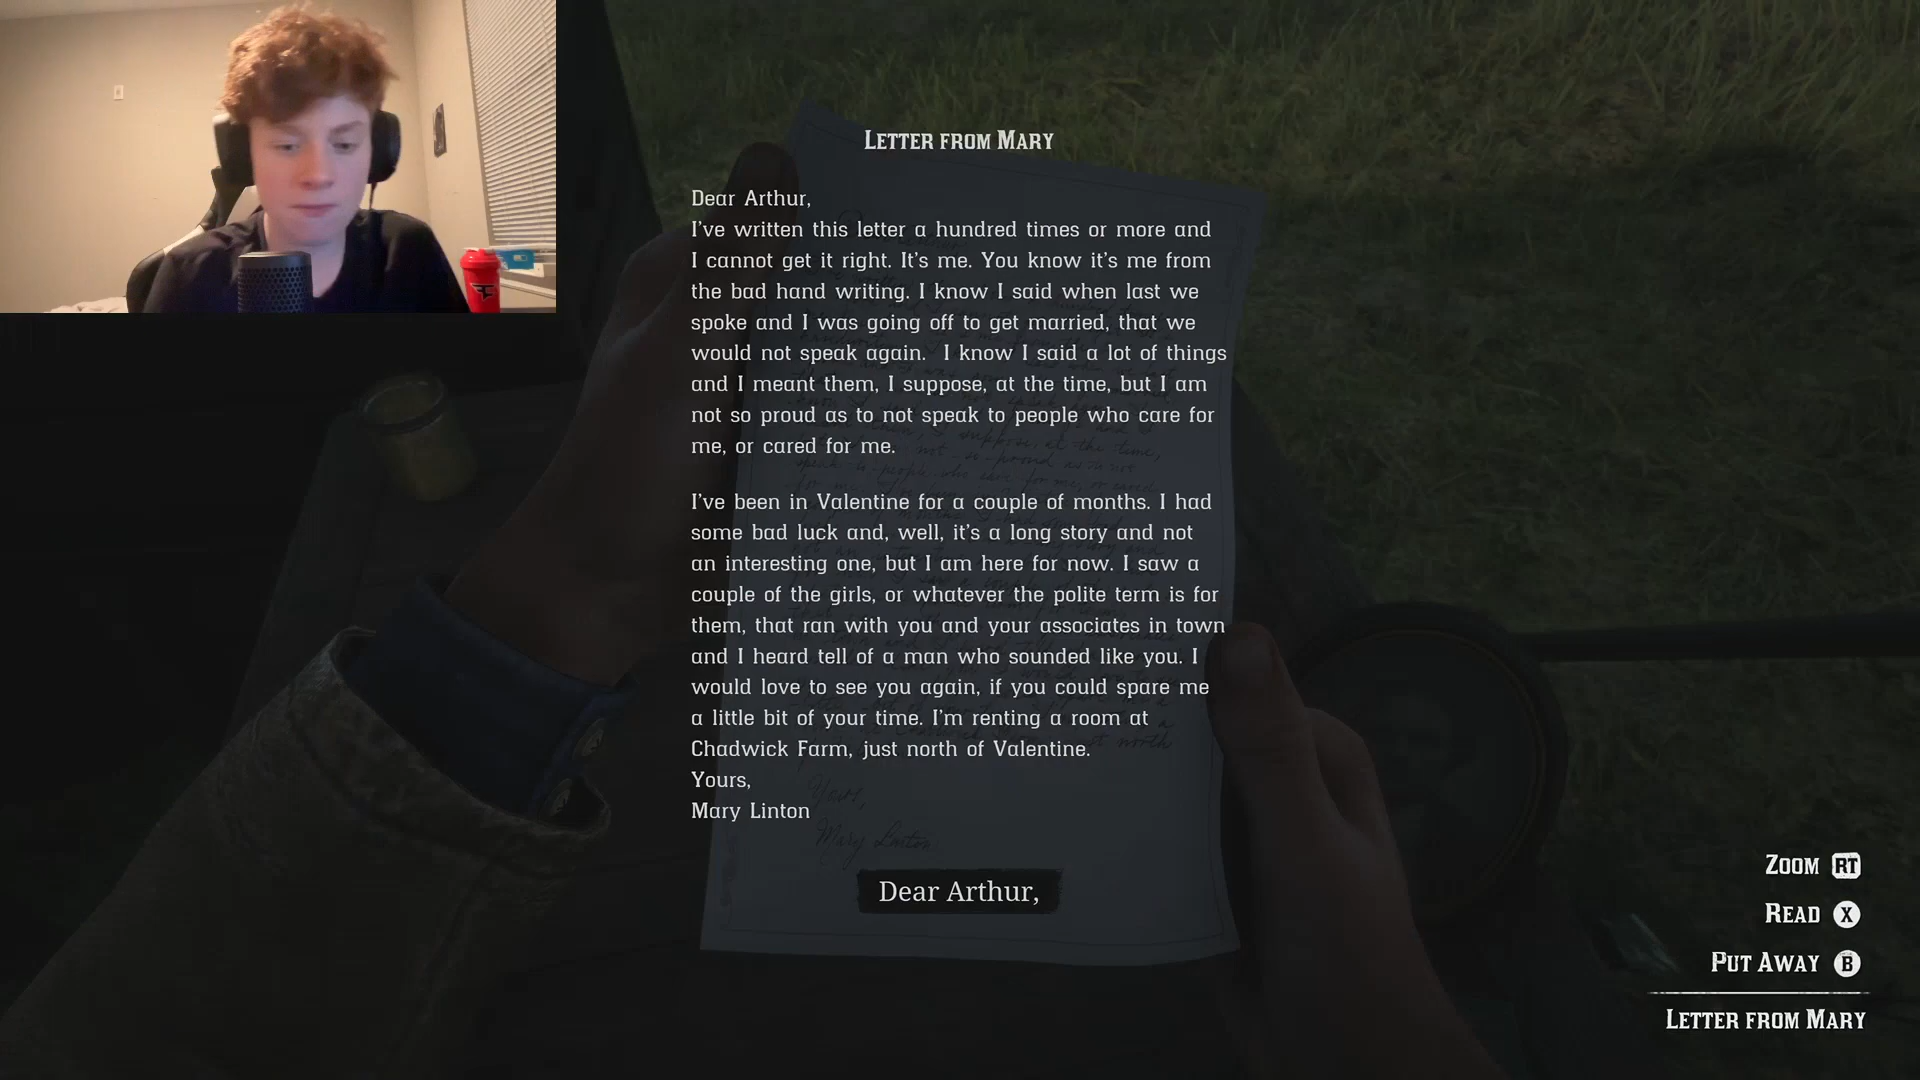 LETTER FROM MARY
Dear Arthur,
I've written this letter a hundred times or more and
I cannot get it right. It's me. You know it's me from
the bad hand writing. I know I said when last we
spoke and I was going off to get married, that we
would not speak again.  I know I said a lot of things
and I meant them, I suppose, at the time, but I am
not so proud as to not speak to people who care for
me, or cared for me.
I've been in Valentine for a couple of months. I had
some bad luck and, well, it's a long story and not
an interesting one, but I am here for now. I saw a
couple of the girls, or whatever the polite term is for
them, that ran with you and your associates in town
and I heard tell of a man who sounded like you. I
would love to see you again, if you could spare me
a little bit of your time. I'm renting a room at
Chadwick Farm, just north of Valentine.
Yours,
Mary Linton
Yours,
Mary Linton
Dear Arthur,
ZOOM RT
READ X
PUT AWAY B
LETTER FROM MARY